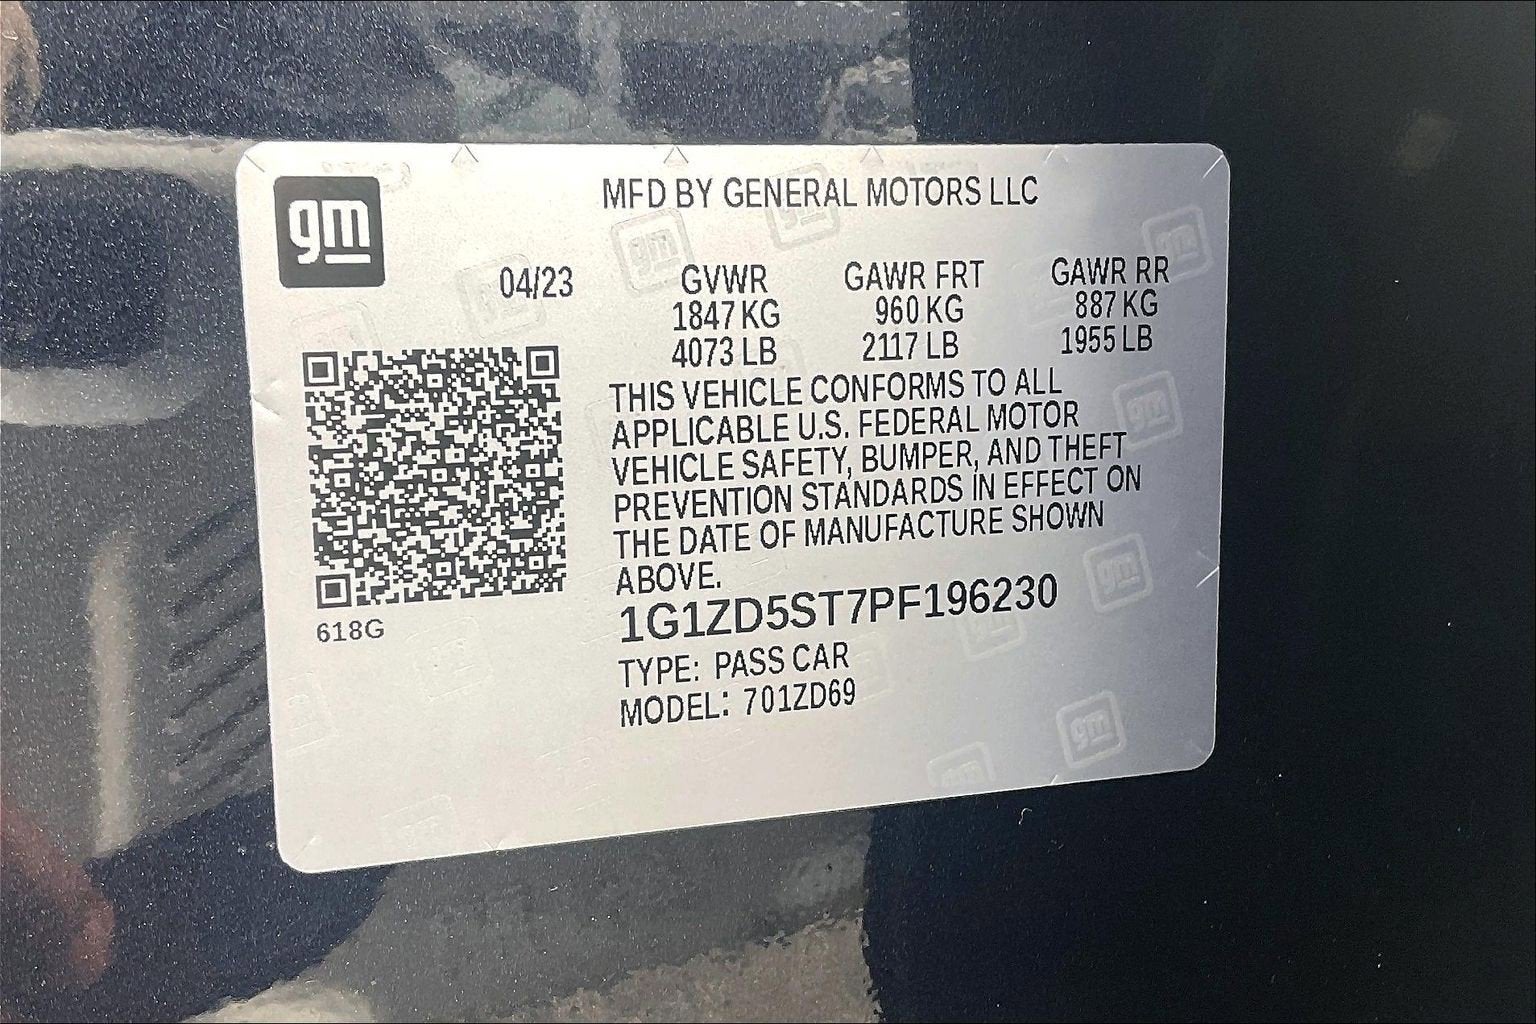 gm
MFD BY GENERAL MOTORS LLC
04/23 GVWR GAWR FRT GAWR RR
1847 KG 960 KG 887 KG
4073 LB 2117 LB 1955 LB
THIS VEHICLE CONFORMS TO ALL
APPLICABLE U.S. FEDERAL MOTOR
VEHICLE SAFETY, BUMPER, AND THEFT
PREVENTION STANDARDS IN EFFECT ON
THE DATE OF MANUFACTURE SHOWN
ABOVE.
1G1ZD5ST7PF196230
618G
TYPE: PASS CAR
MODEL: 701ZD69